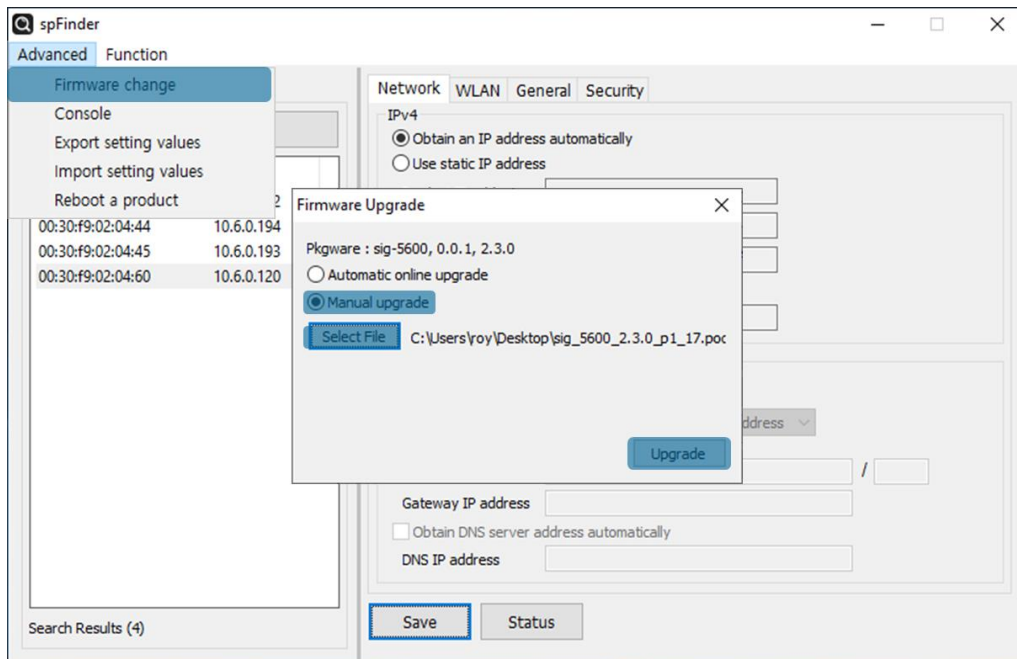 spFinder
Advanced Function
Firmware change
Console
Export setting values
Import setting values
Reboot a product
2
00:30:f9:02:04:44 10.6.0.194
00:30:f9:02:04:45 10.6.0.193
00:30:f9:02:04:60 10.6.0.120
Search Results (4)
Network WLAN General Security
IPv4
Obtain an IP address automatically
Use static IP address
Firmware Upgrade
Pkgware : sig-5600, 0.0.1, 2.3.0
Automatic online upgrade
Manual upgrade
Select File C:\Users\roy\Desktop\sig_5600_2.3.0_p1_17.poc
Upgrade
ddress
/
Gateway IP address
Obtain DNS server address automatically
DNS IP address
Save Status